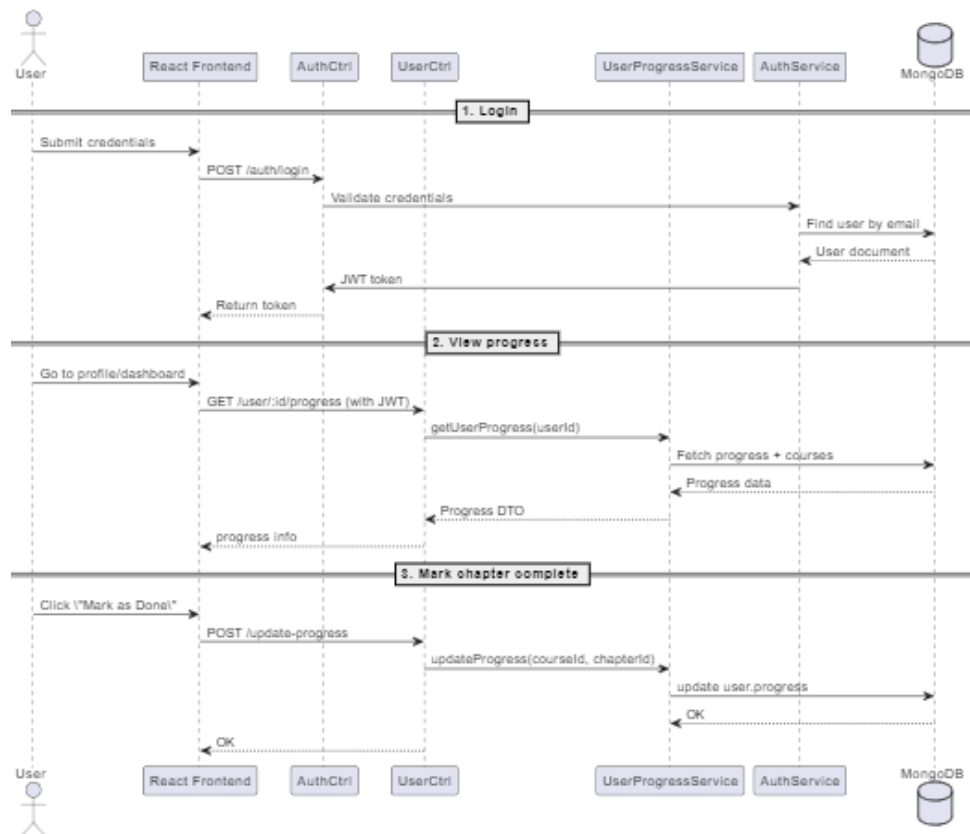 User
React Frontend
AuthCtrl
UserCtrl
UserProgressService
AuthService
MongoDB
1. Login
Submit credentials
POST /auth/login
Validate credentials
Find user by email
User document
JWT token
Return token
2. View progress
Go to profile/dashboard
GET /user/:id/progress (with JWT)
getUserProgress(userId)
Fetch progress + courses
Progress data
Progress DTO
progress info
3. Mark chapter complete
Click \"Mark as Done\"
POST /update-progress
updateProgress(courseId, chapterId)
update user.progress
OK
OK
User
React Frontend
AuthCtrl
UserCtrl
UserProgressService
AuthService
MongoDB